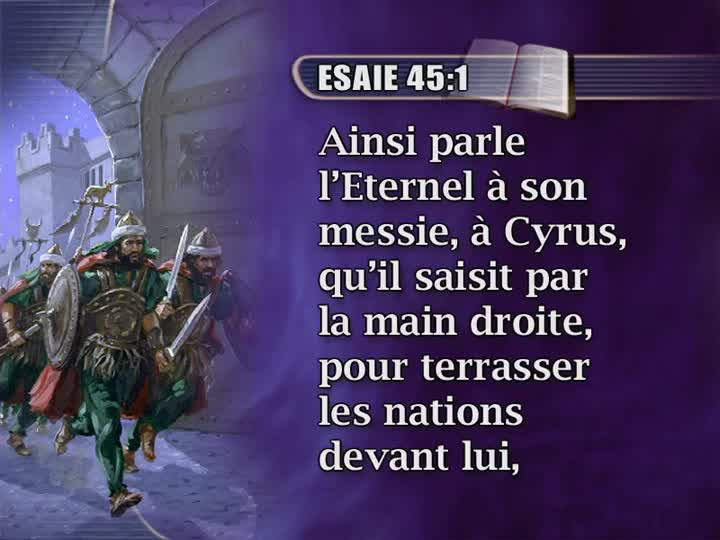 ESAIE 45:1
Ainsi parle
l’Eternel à son
messie, à Cyrus,
qu’il saisit par
la main droite,
pour terrasser
les nations
devant lui,